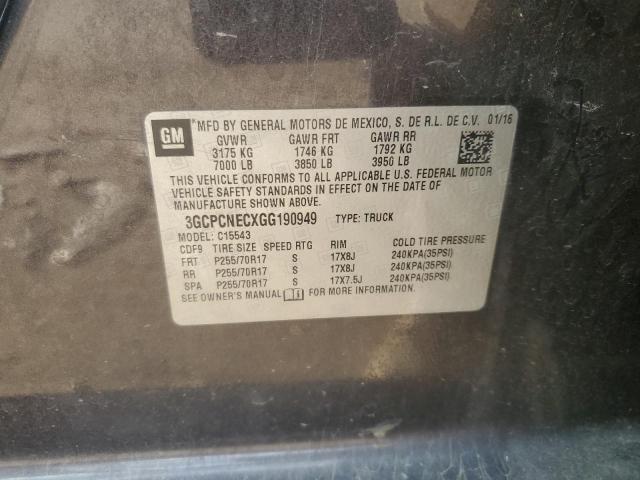 GM *MFD BY GENERAL MOTORS DE MEXICO, S. DE R.L. DE C.V. 01/16
GVWR GAWR FRT GAWR RR
3175 KG 1746 KG 1792 KG
7000 LB 3850 LB 3950 LB
THIS VEHICLE CONFORMS TO ALL APPLICABLE U.S. FEDERAL MOTOR
VEHICLE SAFETY STANDARDS IN EFFECT ON THE DATE OF
MANUFACTURE SHOWN ABOVE.
3GCPCNECXGG190949 TYPE: TRUCK
MODEL: C15543
CDF9 TIRE SIZE SPEED RTG RIM COLD TIRE PRESSURE
FRT P255/70R17 S 17X8J 240KPA(35PSI)
RR P255/70R17 S 17X8J 240KPA(35PSI)
SPA P255/70R17 S 17X7.5J 240KPA(35PSI)
SEE OWNER'S MANUAL FOR MORE INFORMATION.